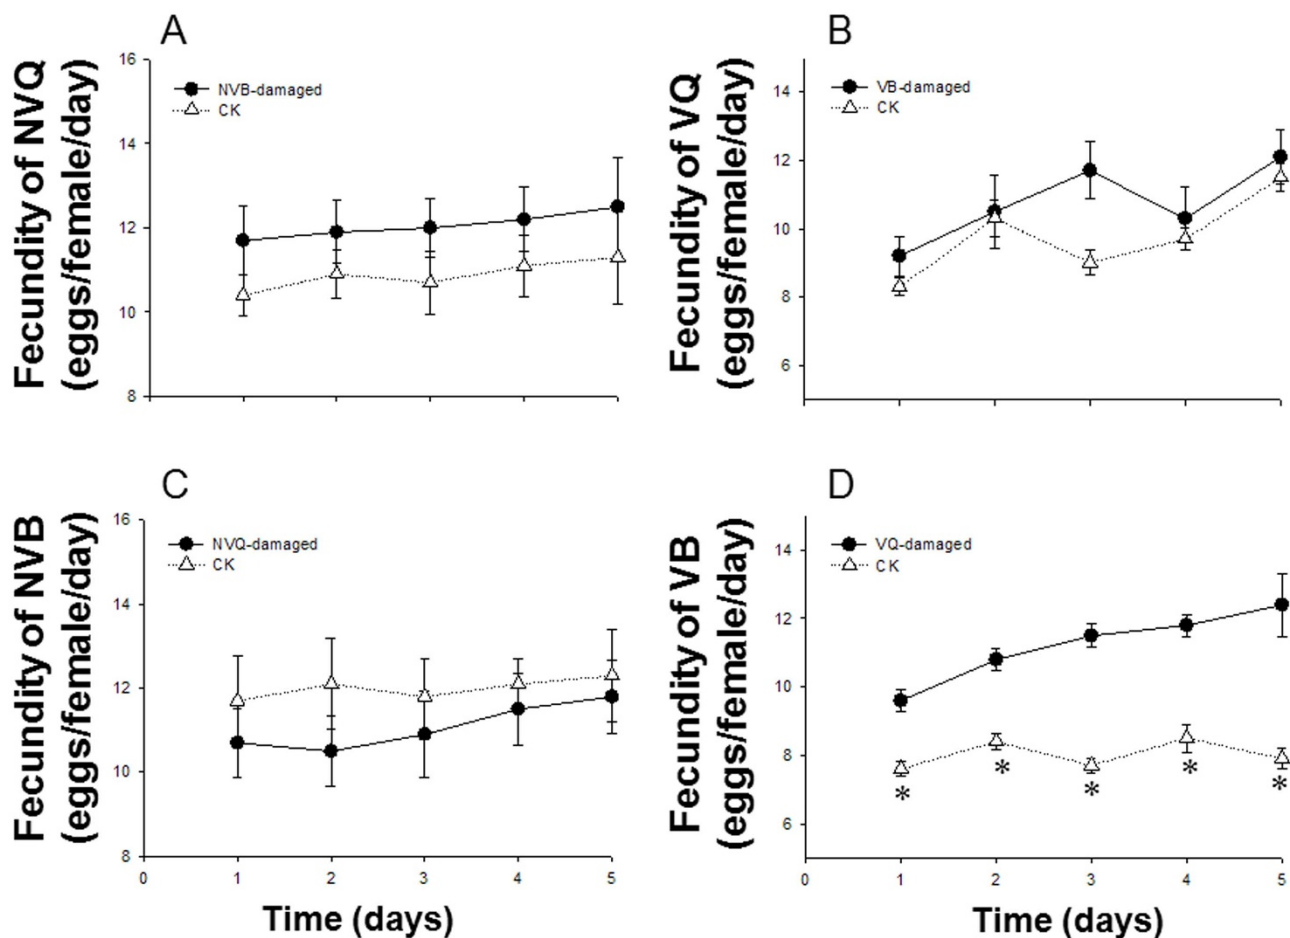 A
Fecundity of NVQ
(eggs/female/day)
16
14
12
10
8
NVB-damaged
CK
B
Fecundity of VQ
(eggs/female/day)
14
12
10
8
6
VB-damaged
CK
C
Fecundity of NVB
(eggs/female/day)
16
14
12
10
8
NVQ-damaged
CK
0 1 2 3 4 5
Time (days)
D
Fecundity of VB
(eggs/female/day)
14
12
10
8
6
VQ-damaged
CK
* * * * *
0 1 2 3 4 5
Time (days)